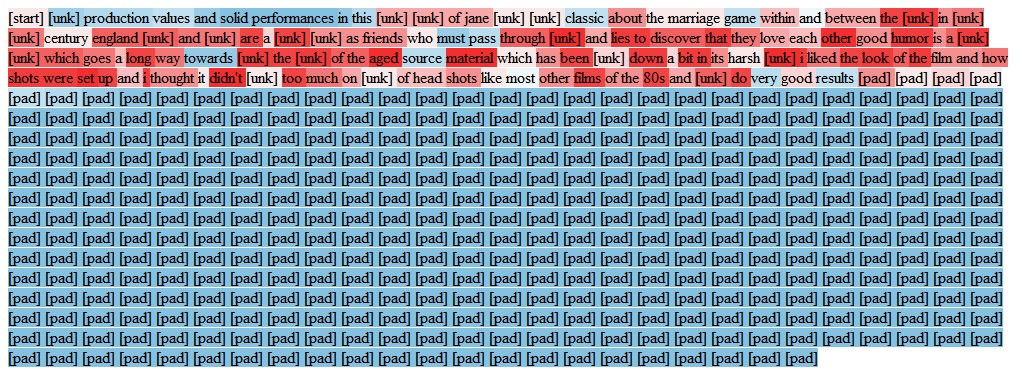 [start] [unk] production values and solid performances in this [unk] [unk] of jane [unk] [unk] classic about the marriage game within and between the [unk] in [unk]
[unk] century england [unk] and [unk] are a [unk] [unk] as friends who must pass through [unk] and lies to discover that they love each other good humor is a [unk]
[unk] which goes a long way towards [unk] the [unk] of the aged source material which has been [unk] down a bit in its harsh [unk] i liked the look of the film and how
shots were set up and i thought it didn't [unk] too much on [unk] of head shots like most other films of the 80s and [unk] do very good results [pad] [pad] [pad] [pad]
[pad] [pad] [pad] [pad] [pad] [pad] [pad] [pad] [pad] [pad] [pad] [pad] [pad] [pad] [pad] [pad] [pad] [pad] [pad] [pad] [pad] [pad] [pad] [pad] [pad] [pad] [pad]
[pad] [pad] [pad] [pad] [pad] [pad] [pad] [pad] [pad] [pad] [pad] [pad] [pad] [pad] [pad] [pad] [pad] [pad] [pad] [pad] [pad] [pad] [pad] [pad] [pad] [pad] [pad]
[pad] [pad] [pad] [pad] [pad] [pad] [pad] [pad] [pad] [pad] [pad] [pad] [pad] [pad] [pad] [pad] [pad] [pad] [pad] [pad] [pad] [pad] [pad] [pad] [pad] [pad] [pad]
[pad] [pad] [pad] [pad] [pad] [pad] [pad] [pad] [pad] [pad] [pad] [pad] [pad] [pad] [pad] [pad] [pad] [pad] [pad] [pad] [pad] [pad] [pad] [pad] [pad] [pad] [pad]
[pad] [pad] [pad] [pad] [pad] [pad] [pad] [pad] [pad] [pad] [pad] [pad] [pad] [pad] [pad] [pad] [pad] [pad] [pad] [pad] [pad] [pad] [pad] [pad] [pad] [pad] [pad]
[pad] [pad] [pad] [pad] [pad] [pad] [pad] [pad] [pad] [pad] [pad] [pad] [pad] [pad] [pad] [pad] [pad] [pad] [pad] [pad] [pad] [pad] [pad] [pad] [pad] [pad] [pad]
[pad] [pad] [pad] [pad] [pad] [pad] [pad] [pad] [pad] [pad] [pad] [pad] [pad] [pad] [pad] [pad] [pad] [pad] [pad] [pad] [pad] [pad] [pad] [pad] [pad] [pad] [pad]
[pad] [pad] [pad] [pad] [pad] [pad] [pad] [pad] [pad] [pad] [pad] [pad] [pad] [pad] [pad] [pad] [pad] [pad] [pad] [pad] [pad] [pad] [pad] [pad] [pad] [pad] [pad]
[pad] [pad] [pad] [pad] [pad] [pad] [pad] [pad] [pad] [pad] [pad] [pad] [pad] [pad] [pad] [pad] [pad] [pad] [pad] [pad] [pad] [pad] [pad] [pad] [pad] [pad] [pad]
[pad] [pad] [pad] [pad] [pad] [pad] [pad] [pad] [pad] [pad] [pad] [pad] [pad] [pad] [pad] [pad] [pad] [pad] [pad] [pad] [pad] [pad] [pad] [pad] [pad] [pad] [pad]
[pad] [pad] [pad] [pad] [pad] [pad] [pad] [pad] [pad] [pad] [pad] [pad] [pad] [pad] [pad] [pad] [pad] [pad] [pad] [pad] [pad] [pad] [pad] [pad] [pad] [pad] [pad]
[pad] [pad] [pad] [pad] [pad] [pad] [pad] [pad] [pad] [pad] [pad] [pad] [pad] [pad] [pad] [pad] [pad] [pad] [pad] [pad] [pad] [pad] [pad] [pad] [pad] [pad] [pad]
[pad] [pad] [pad] [pad] [pad] [pad] [pad] [pad] [pad] [pad] [pad] [pad] [pad] [pad] [pad] [pad] [pad] [pad] [pad] [pad] [pad] [pad] [pad] [pad] [pad] [pad] [pad]
[pad] [pad] [pad] [pad] [pad] [pad] [pad] [pad] [pad] [pad] [pad] [pad] [pad] [pad] [pad] [pad] [pad] [pad] [pad] [pad] [pad] [pad]